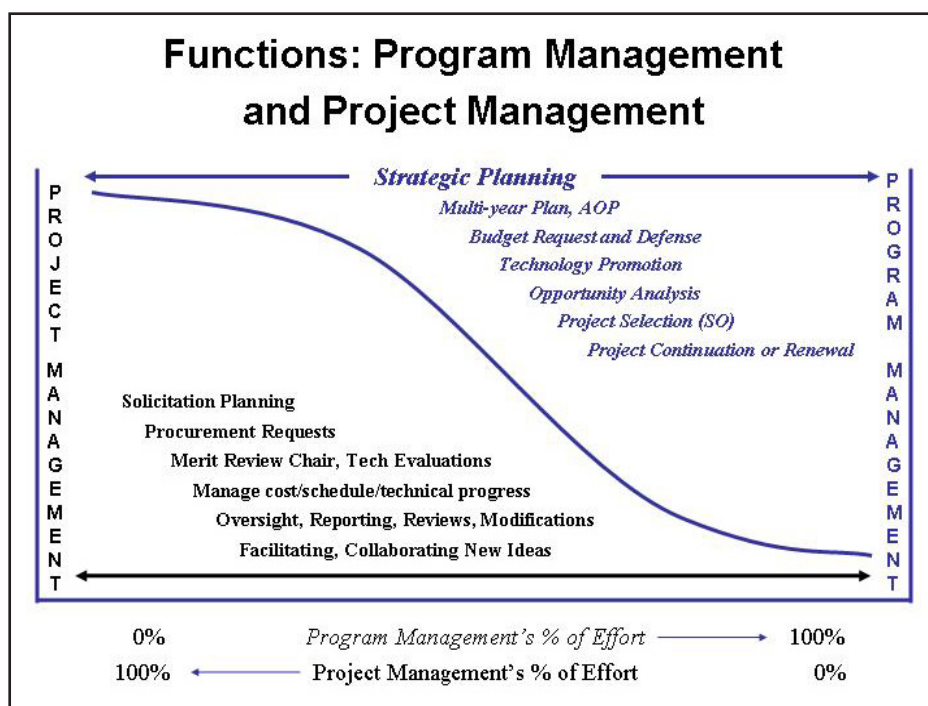 Functions: Program Management
and Project Management
PROJECT MANAGEMENT
Strategic Planning
Multi-year Plan, AOP
Budget Request and Defense
Technology Promotion
Opportunity Analysis
Project Selection (SO)
Project Continuation or Renewal
PROGRAM MANAGEMENT
Solicitation Planning
Procurement Requests
Merit Review Chair, Tech Evaluations
Manage cost/schedule/technical progress
Oversight, Reporting, Reviews, Modifications
Facilitating, Collaborating New Ideas
0% Program Management's % of Effort 100%
100% Project Management's % of Effort 0%